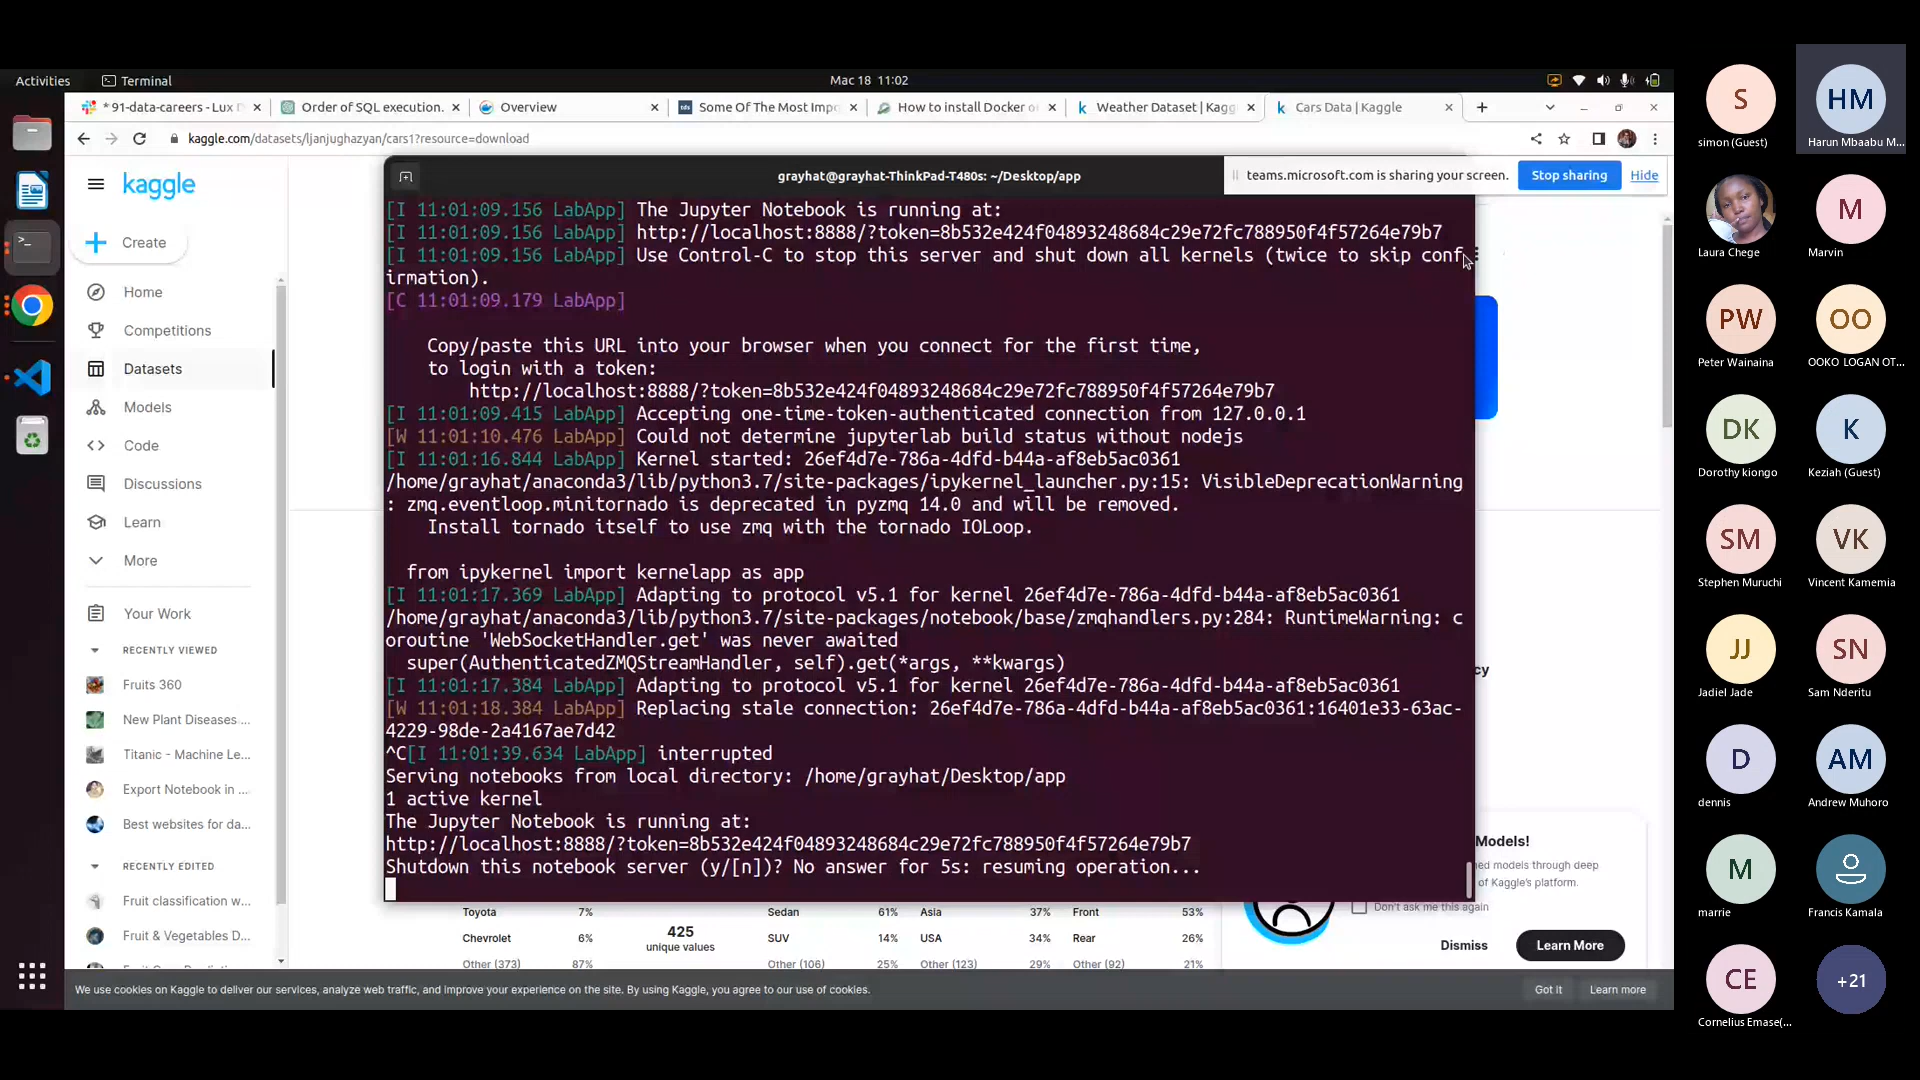 Activities
Terminal
Mac 18 11:02
* 91-data-careers - Lux
Order of SQL execution.
Overview
Some Of The Most Impo
How to install Docker o
Weather Dataset | Kagg
Cars Data | Kaggle
kaggle.com/datasets/ljanjughazyan/cars1?resource=download
kaggle
Create
Home
Competitions
Datasets
Models
Code
Discussions
Learn
More
Your Work
RECENTLY VIEWED
Fruits 360
New Plant Diseases ...
Titanic - Machine Le...
Export Notebook in ...
Best websites for da...
RECENTLY EDITED
Fruit classification w...
Fruit & Vegetables D...
grayhat@grayhat-ThinkPad-T480s: ~/Desktop/app
teams.microsoft.com is sharing your screen.
Stop sharing
Hide
[I 11:01:09.156 LabApp] The Jupyter Notebook is running at:
[I 11:01:09.156 LabApp] http://localhost:8888/?token=8b532e424f04893248684c29e72fc788950f4f57264e79b7
[I 11:01:09.156 LabApp] Use Control-C to stop this server and shut down all kernels (twice to skip conf
irmation).
[C 11:01:09.179 LabApp]
Copy/paste this URL into your browser when you connect for the first time,
to login with a token:
http://localhost:8888/?token=8b532e424f04893248684c29e72fc788950f4f57264e79b7
[I 11:01:09.415 LabApp] Accepting one-time-token-authenticated connection from 127.0.0.1
[W 11:01:10.476 LabApp] Could not determine jupyterlab build status without nodejs
[I 11:01:16.844 LabApp] Kernel started: 26ef4d7e-786a-4dfd-b44a-af8eb5ac0361
/home/grayhat/anaconda3/lib/python3.7/site-packages/ipykernel_launcher.py:15: VisibleDeprecationWarning
: zmq.eventloop.minitornado is deprecated in pyzmq 14.0 and will be removed.
Install tornado itself to use zmq with the tornado IOLoop.
from ipykernel import kernelapp as app
[I 11:01:17.369 LabApp] Adapting to protocol v5.1 for kernel 26ef4d7e-786a-4dfd-b44a-af8eb5ac0361
/home/grayhat/anaconda3/lib/python3.7/site-packages/notebook/base/zmqhandlers.py:284: RuntimeWarning: c
oroutine 'WebSocketHandler.get' was never awaited
super(AuthenticatedZMQStreamHandler, self).get(*args, **kwargs)
[I 11:01:17.384 LabApp] Adapting to protocol v5.1 for kernel 26ef4d7e-786a-4dfd-b44a-af8eb5ac0361
[W 11:01:18.384 LabApp] Replacing stale connection: 26ef4d7e-786a-4dfd-b44a-af8eb5ac0361:16401e33-63ac-
4229-98de-2a4167ae7d42
^C[I 11:01:39.634 LabApp] interrupted
Serving notebooks from local directory: /home/grayhat/Desktop/app
1 active kernel
The Jupyter Notebook is running at:
http://localhost:8888/?token=8b532e424f04893248684c29e72fc788950f4f57264e79b7
Shutdown this notebook server (y/[n])? No answer for 5s: resuming operation...
cy
Models!
ned models through deep
of Kaggle's platform.
Don't ask me this again
Dismiss
Learn More
Toyota 7%
Chevrolet 6%
Other (373) 87%
425
unique values
Sedan 61%
SUV 14%
Other (106) 25%
Asia 37%
USA 34%
Other (123) 29%
Front 53%
Rear 26%
Other (92) 21%
We use cookies on Kaggle to deliver our services, analyze web traffic, and improve your experience on the site. By using Kaggle, you agree to our use of cookies.
Got it
Learn more
S
simon (Guest)
HM
Harun Mbaabu M...
Laura Chege
M
Marvin
PW
Peter Wainaina
OO
OOKO LOGAN OT...
DK
Dorothy kiongo
K
Keziah (Guest)
SM
Stephen Muruchi
VK
Vincent Kamemia
JJ
Jadiel Jade
SN
Sam Nderitu
D
dennis
AM
Andrew Muhoro
M
marrie
Francis Kamala
CE
Cornelius Emase(...
+21